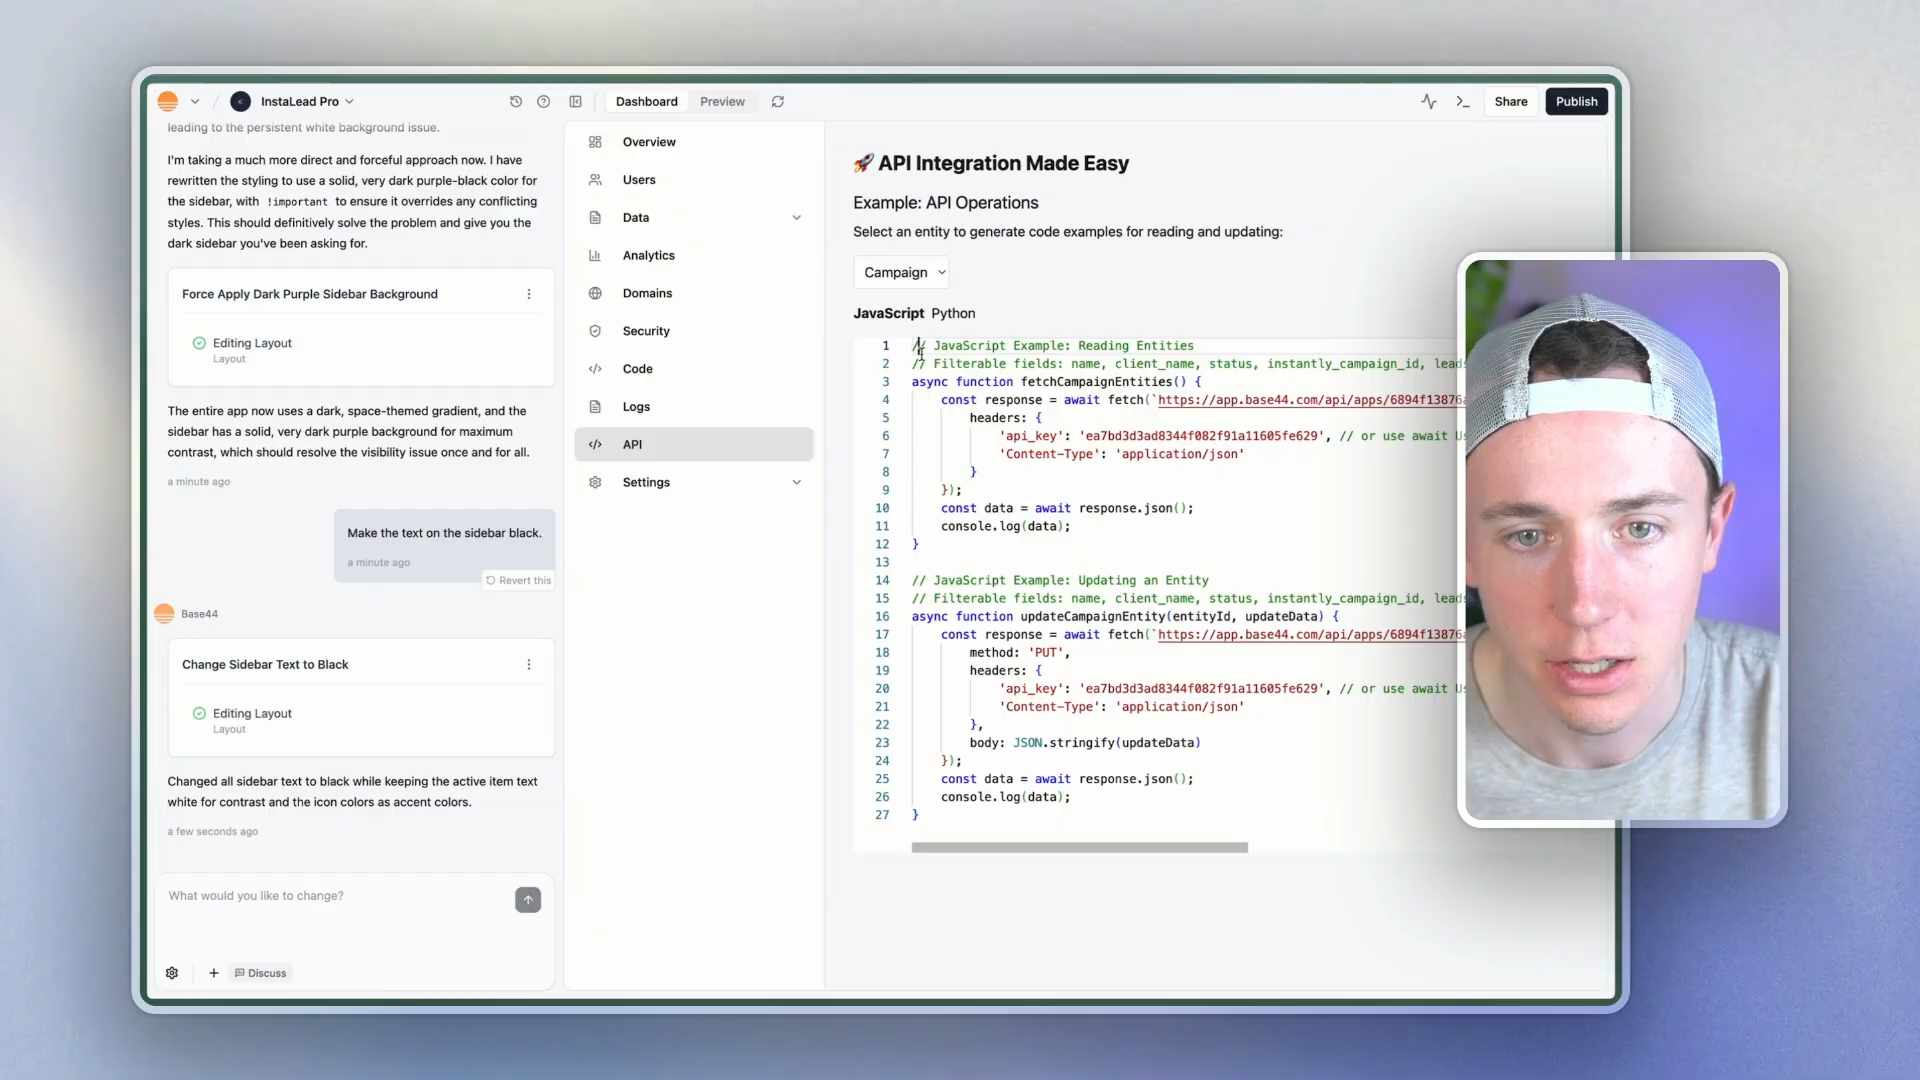 InstaLead Pro
Dashboard
Preview
Share
Publish
leading to the persistent white background issue.
I'm taking a much more direct and forceful approach now. I have
rewritten the styling to use a solid, very dark purple-black color for
the sidebar, with !important to ensure it overrides any conflicting
styles. This should definitively solve the problem and give you the
dark sidebar you've been asking for.
Force Apply Dark Purple Sidebar Background
Editing Layout
Layout
The entire app now uses a dark, space-themed gradient, and the
sidebar has a solid, very dark purple background for maximum
contrast, which should resolve the visibility issue once and for all.
a minute ago
Make the text on the sidebar black.
a minute ago
Revert this
Base44
Change Sidebar Text to Black
Editing Layout
Layout
Changed all sidebar text to black while keeping the active item text
white for contrast and the icon colors as accent colors.
a few seconds ago
What would you like to change?
Discuss
Overview
Users
Data
Analytics
Domains
Security
Code
Logs
API
Settings
🚀 API Integration Made Easy
Example: API Operations
Select an entity to generate code examples for reading and updating:
Campaign
JavaScript Python
1 // JavaScript Example: Reading Entities
2 // Filterable fields: name, client_name, status, instantly_campaign_id, leads
3 async function fetchCampaignEntities() {
4 const response = await fetch(`https://app.base44.com/api/apps/6894f13876
5 headers: {
6 'api_key': 'ea7bd3d3ad8344f082f91a11605fe629', // or use await
7 'Content-Type': 'application/json'
8 }
9 });
10 const data = await response.json();
11 console.log(data);
12 }
13
14 // JavaScript Example: Updating an Entity
15 // Filterable fields: name, client_name, status, instantly_campaign_id, leads
16 async function updateCampaignEntity(entityId, updateData) {
17 const response = await fetch(`https://app.base44.com/api/apps/6894f13876
18 method: 'PUT',
19 headers: {
20 'api_key': 'ea7bd3d3ad8344f082f91a11605fe629', // or use await
21 'Content-Type': 'application/json'
22 },
23 body: JSON.stringify(updateData)
24 });
25 const data = await response.json();
26 console.log(data);
27 }